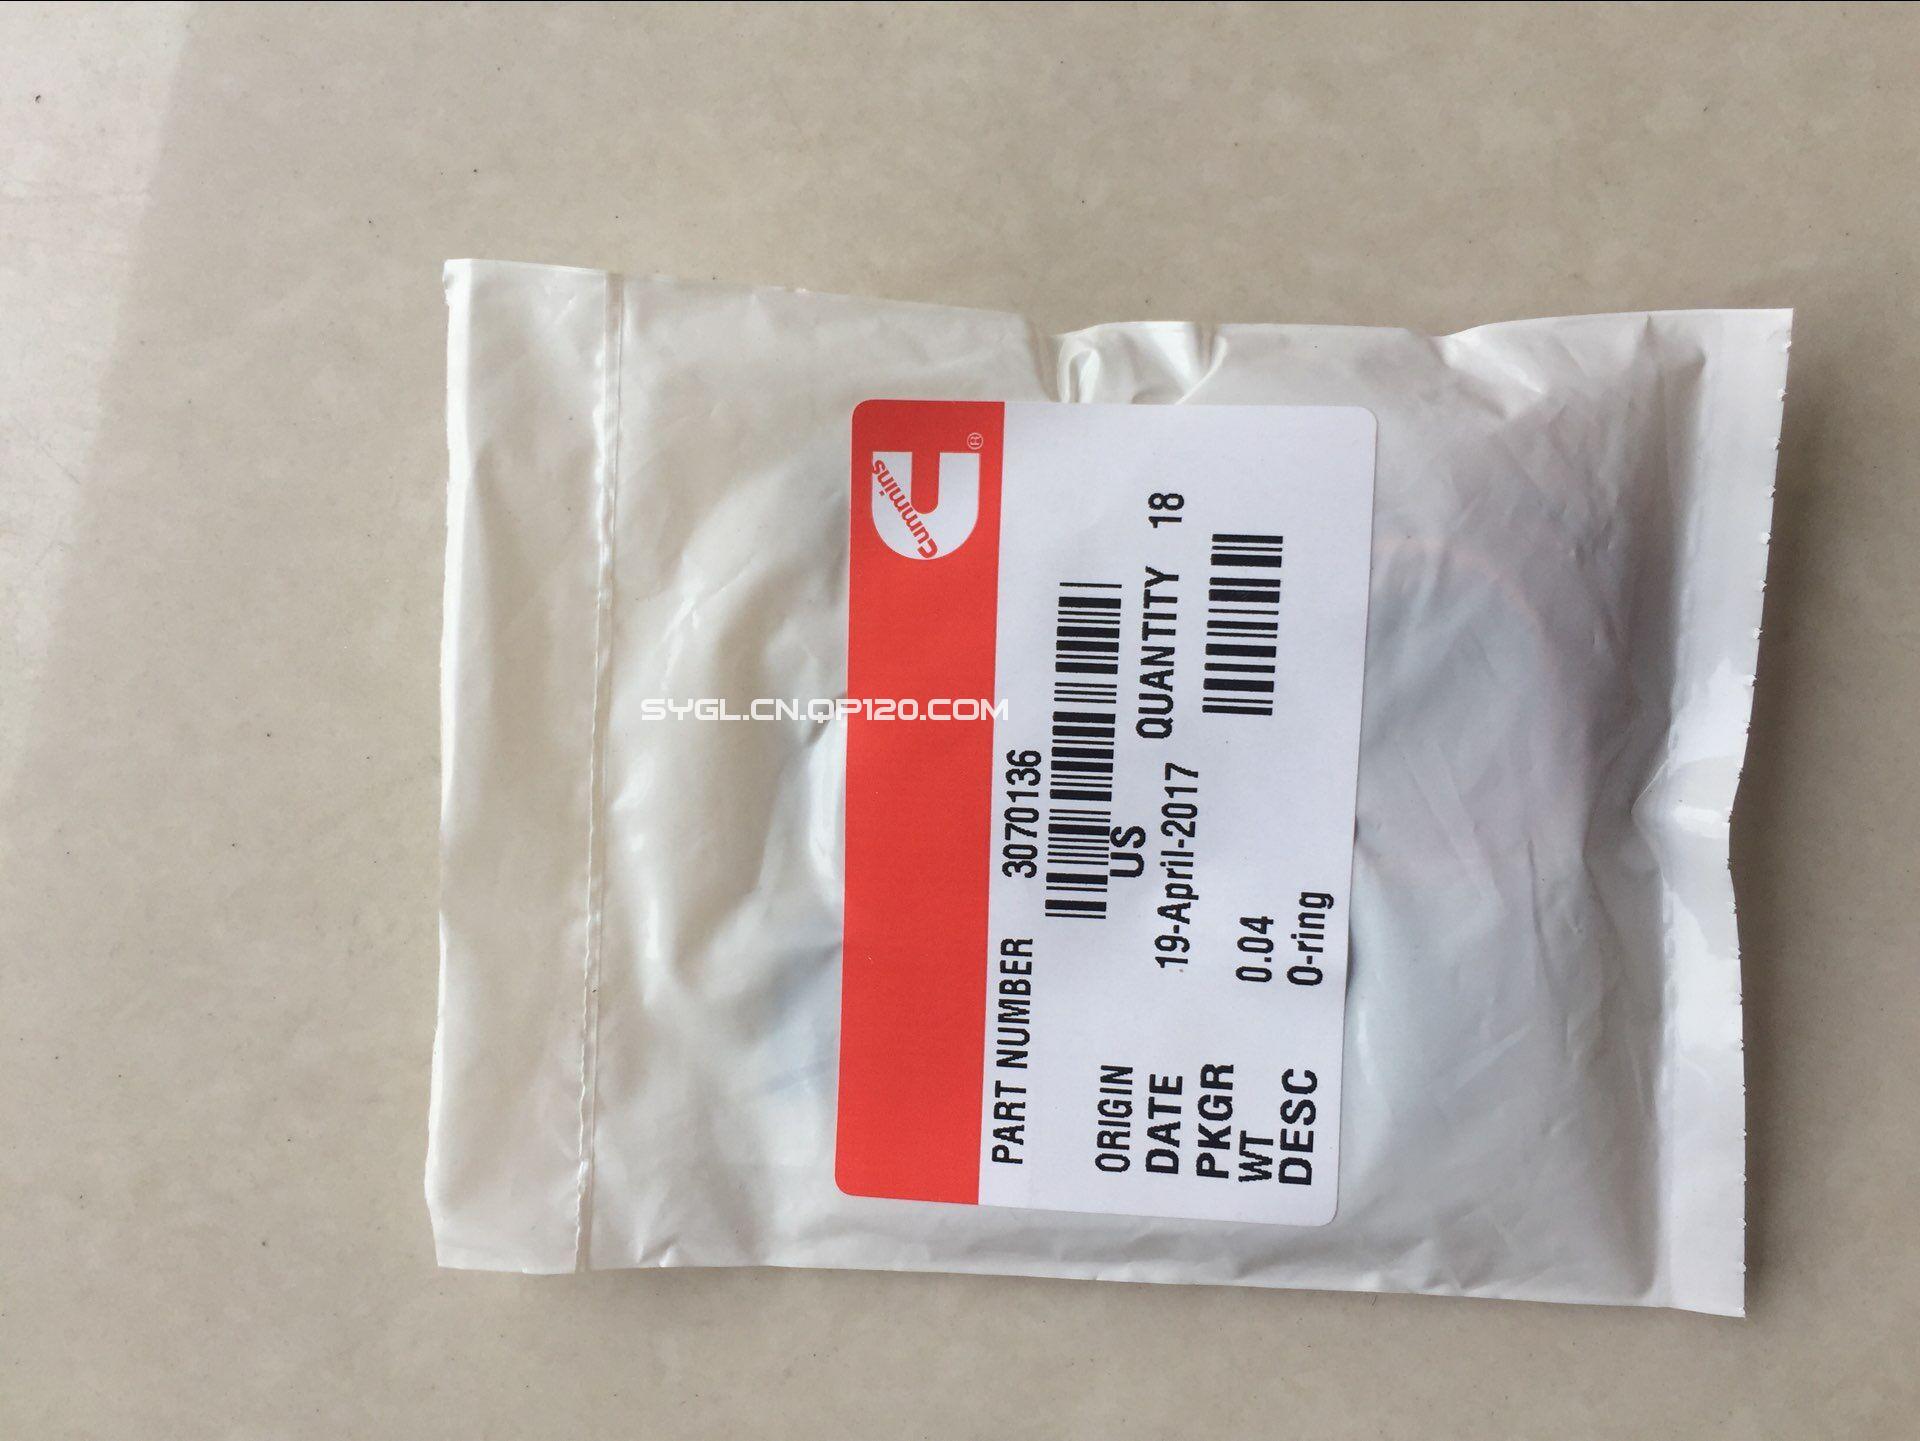 Cummins®
PART NUMBER 3070136
ORIGIN US
DATE 19-April-2017 QUANTITY 18
PKGR
WT 0.04
DESC O-ring
SYGL.CN.QP120.COM